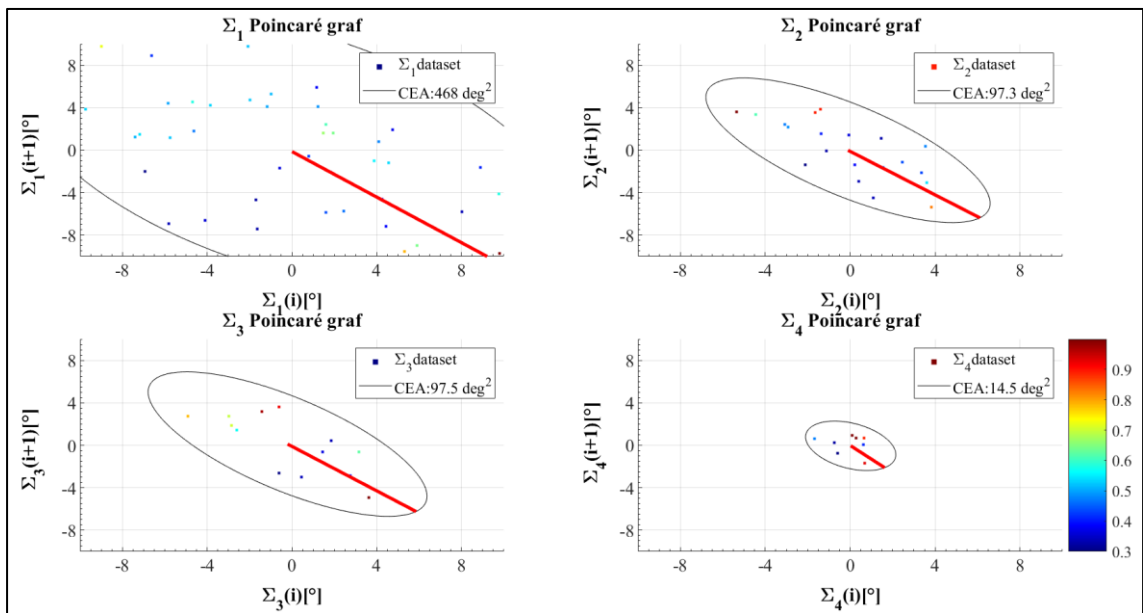 Σ1 Poincaré graf
Σ1(i+1)[°]
8
4
0
-4
-8
-8
-4
0
4
8
Σ1(i)[°]
Σ1dataset
CEA:468 deg2
Σ2 Poincaré graf
Σ2(i+1)[°]
8
4
0
-4
-8
-8
-4
0
4
8
Σ2(i)[°]
Σ2dataset
CEA:97.3 deg2
Σ3 Poincaré graf
Σ3(i+1)[°]
8
4
0
-4
-8
-8
-4
0
4
8
Σ3(i)[°]
Σ3dataset
CEA:97.5 deg2
Σ4 Poincaré graf
Σ4(i+1)[°]
8
4
0
-4
-8
-8
-4
0
4
8
Σ4(i)[°]
Σ4dataset
CEA:14.5 deg2
0.9
0.8
0.7
0.6
0.5
0.4
0.3